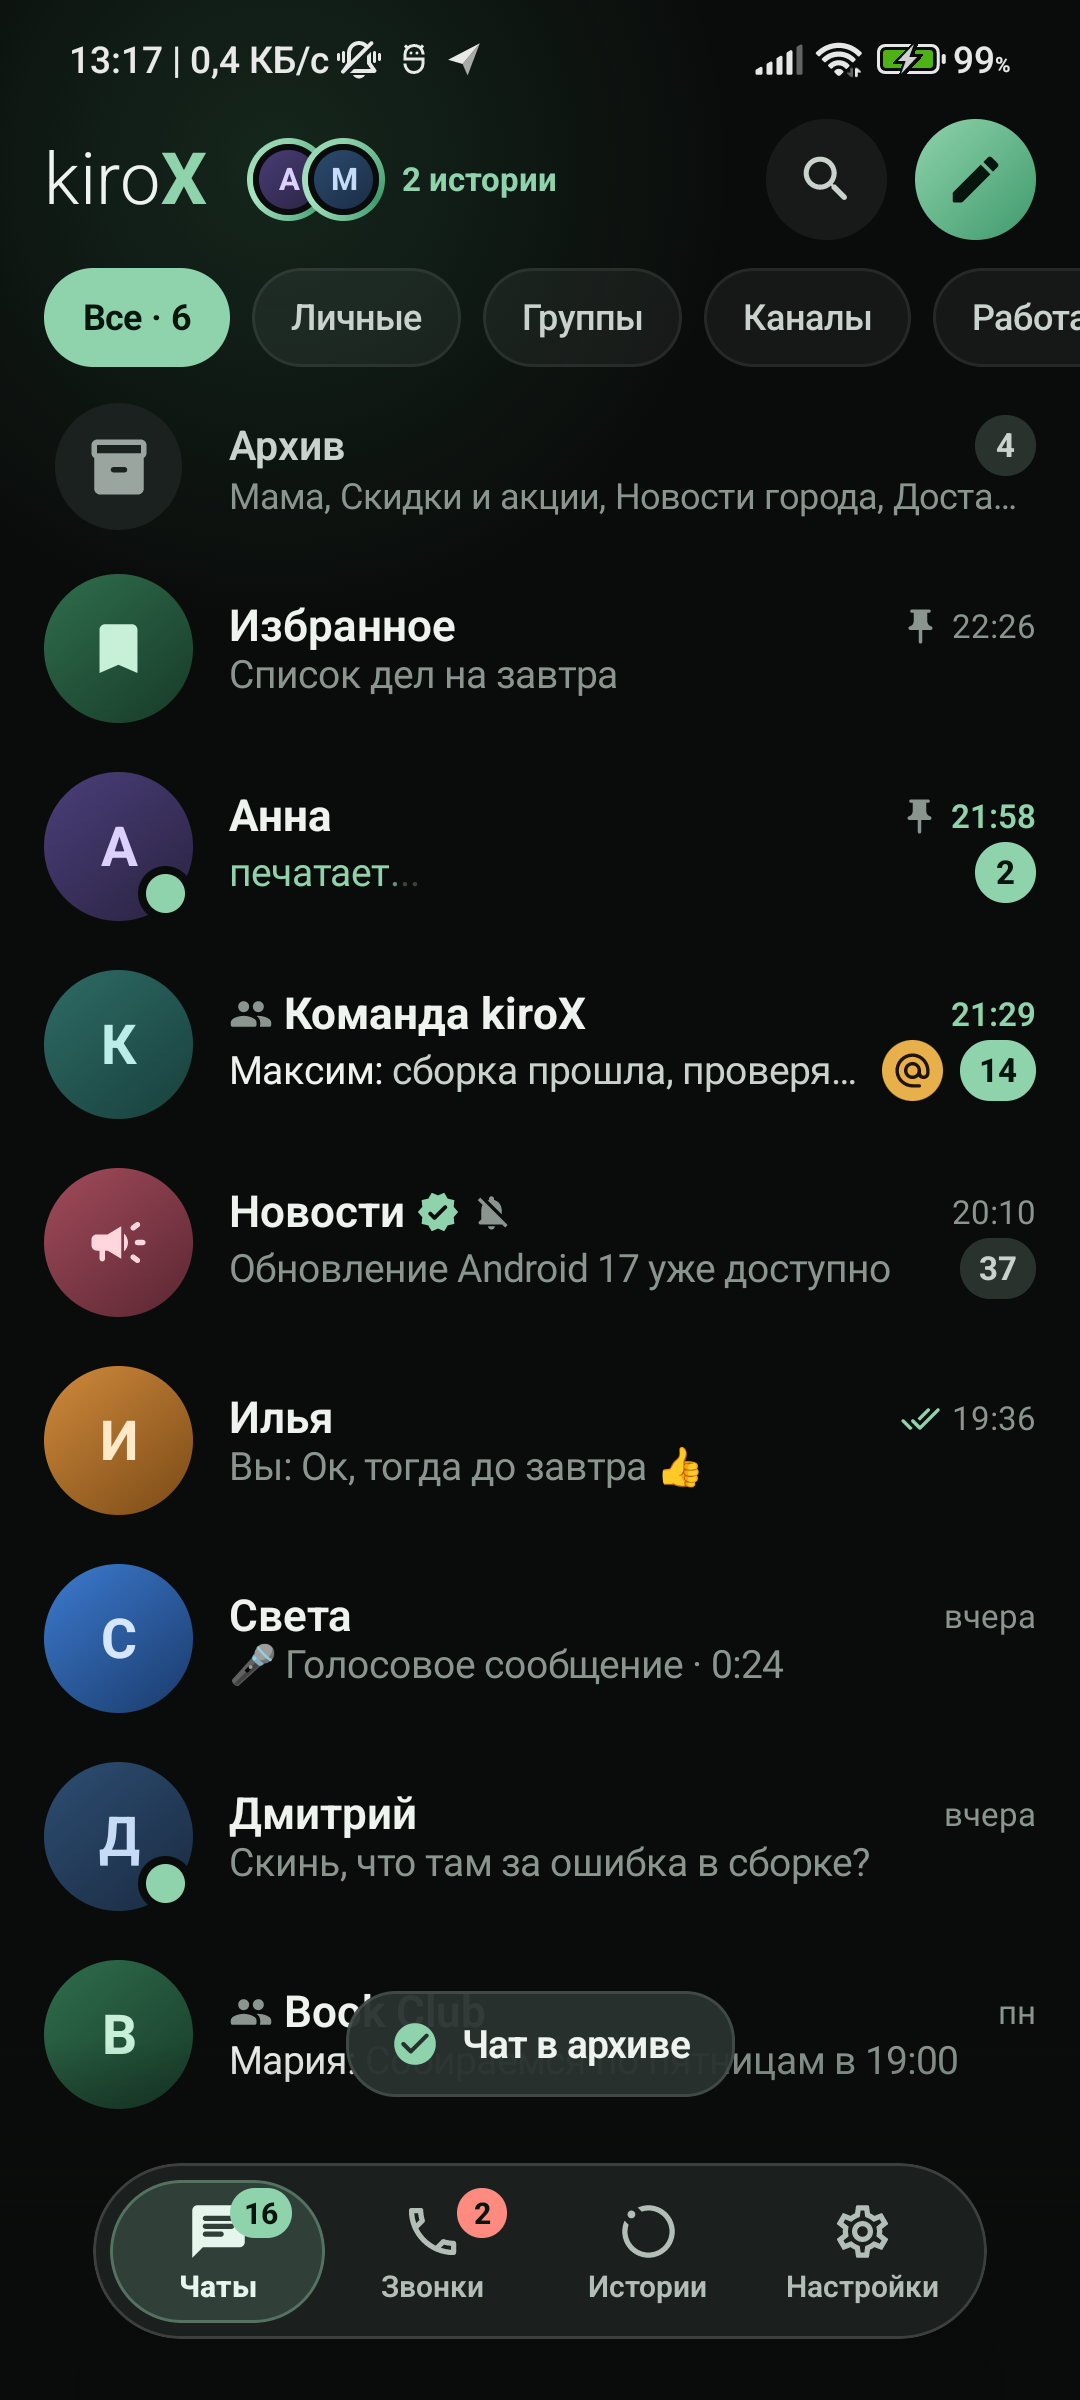 13:17 | 0,4 КБ/с 99%
kiroX А М 2 истории
Все · 6 Личные Группы Каналы Работа
Архив 4
Мама, Скидки и акции, Новости города, Доста...
Избранное 22:26
Список дел на завтра
А Анна 21:58
печатает... 2
К Команда kiroX 21:29
Максим: сборка прошла, проверя... @ 14
Новости 20:10
Обновление Android 17 уже доступно 37
И Илья 19:36
Вы: Ок, тогда до завтра 👍
С Света вчера
🎤 Голосовое сообщение · 0:24
Д Дмитрий вчера
Скинь, что там за ошибка в сборке?
B Book Club пн
Мария: Собираемся по пятницам в 19:00
Чат в архиве
16 2
Чаты Звонки Истории Настройки